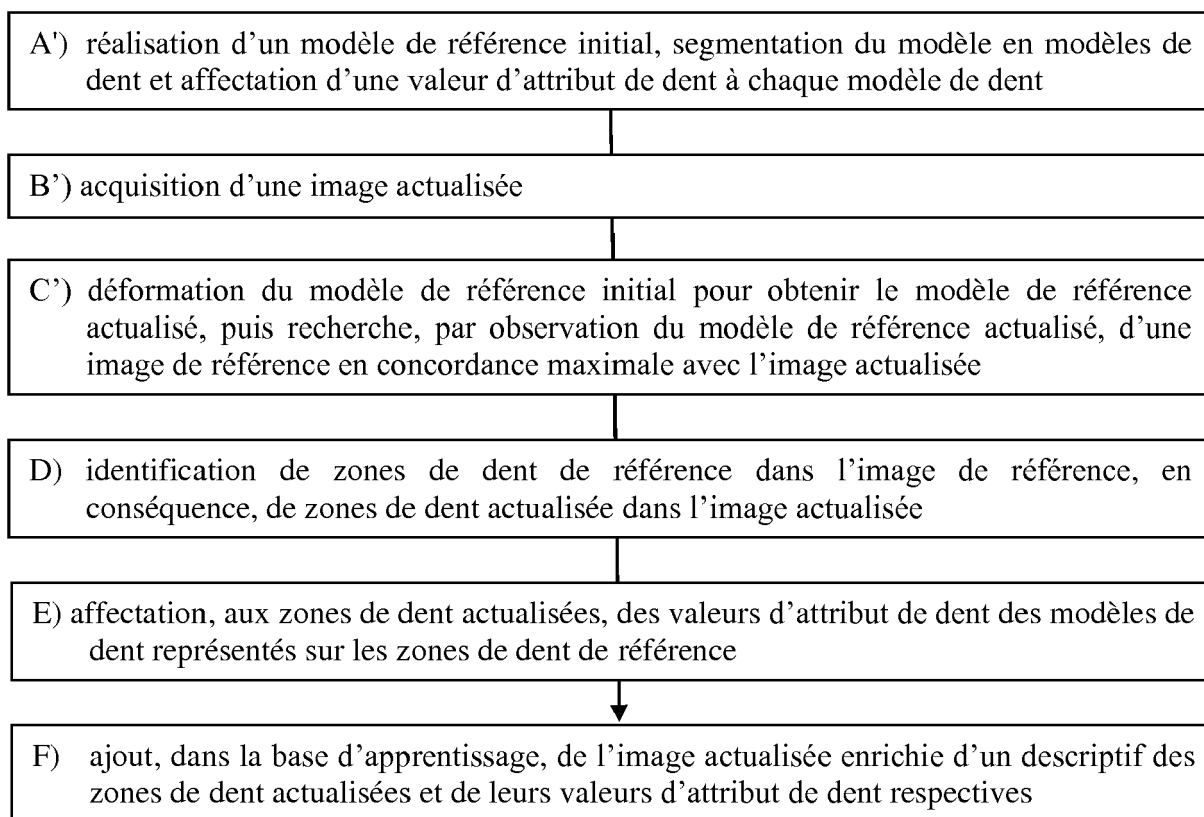 A') réalisation d'un modèle de référence initial, segmentation du modèle en modèles de
dent et affectation d'une valeur d'attribut de dent à chaque modèle de dent
B') acquisition d'une image actualisée
C') déformation du modèle de référence initial pour obtenir le modèle de référence
actualisé, puis recherche, par observation du modèle de référence actualisé, d'une
image de référence en concordance maximale avec l'image actualisée
D) identification de zones de dent de référence dans l'image de référence, en
conséquence, de zones de dent actualisée dans l'image actualisée
E) affectation, aux zones de dent actualisées, des valeurs d'attribut de dent des modèles de
dent représentés sur les zones de dent de référence
F) ajout, dans la base d'apprentissage, de l'image actualisée enrichie d'un descriptif des
zones de dent actualisées et de leurs valeurs d'attribut de dent respectives